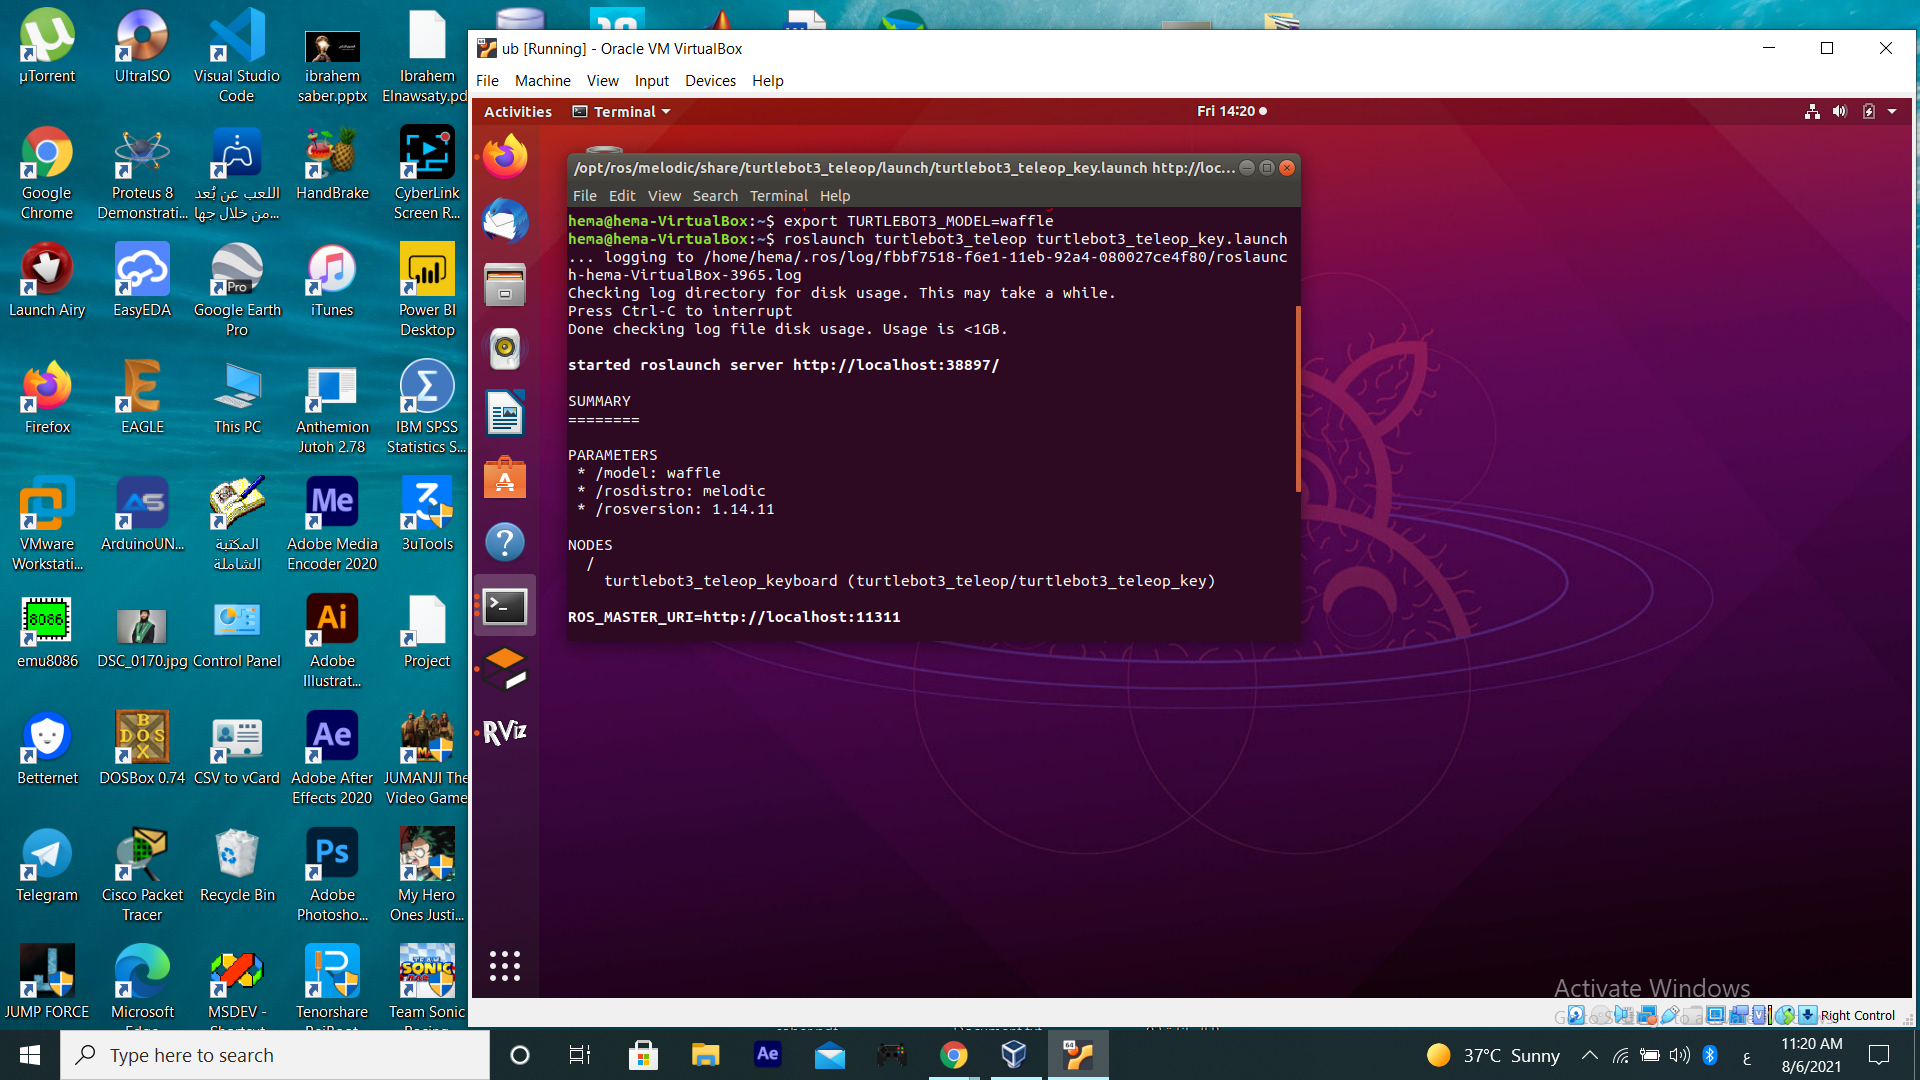 µTorrent
UltraISO
Visual Studio
Code
ibrahem
saber.pptx
Ibrahem
Elnawsaty.pd
Google
Chrome
Proteus 8
Demonstrati...
اللعب عن بُعد
من خلال جها...
HandBrake
CyberLink
Screen R...
Launch Airy
EasyEDA
Pro
Google Earth
Pro
iTunes
Power BI
Desktop
Firefox
EAGLE
This PC
Anthemion
Jutoh 2.78
IBM SPSS
Statistics S...
VMware
Workstati...
ArduinoUN...
المكتبة
الشاملة
Me
Adobe Media
Encoder 2020
3uTools
8086
emu8086
DSC_0170.jpg
Control Panel
Ai
Adobe
Illustrat...
Project
Betternet
DOSBox 0.74
CSV to vCard
Ae
Adobe After
Effects 2020
JUMANJI The
Video Game
Telegram
Cisco Packet
Tracer
Recycle Bin
Ps
Adobe
Photosho...
My Hero
Ones Justi...
JUMP FORCE
Microsoft
MSDEV -
Tenorshare
Team Sonic
ub [Running] - Oracle VM VirtualBox
File Machine View Input Devices Help
Activities Terminal Fri 14:20
/opt/ros/melodic/share/turtlebot3_teleop/launch/turtlebot3_teleop_key.launch http://loc...
File Edit View Search Terminal Help
hema@hema-VirtualBox:~$ export TURTLEBOT3_MODEL=waffle
hema@hema-VirtualBox:~$ roslaunch turtlebot3_teleop turtlebot3_teleop_key.launch
... logging to /home/hema/.ros/log/fbbf7518-f6e1-11eb-92a4-080027ce4f80/roslaunc
h-hema-VirtualBox-3965.log
Checking log directory for disk usage. This may take a while.
Press Ctrl-C to interrupt
Done checking log file disk usage. Usage is <1GB.
started roslaunch server http://localhost:38897/
SUMMARY
========
PARAMETERS
* /model: waffle
* /rosdistro: melodic
* /rosversion: 1.14.11
NODES
/
turtlebot3_teleop_keyboard (turtlebot3_teleop/turtlebot3_teleop_key)
ROS_MASTER_URI=http://localhost:11311
RViz
Activate Windows
Right Control
Type here to search
Ae
37°C Sunny
ع
11:20 AM
8/6/2021